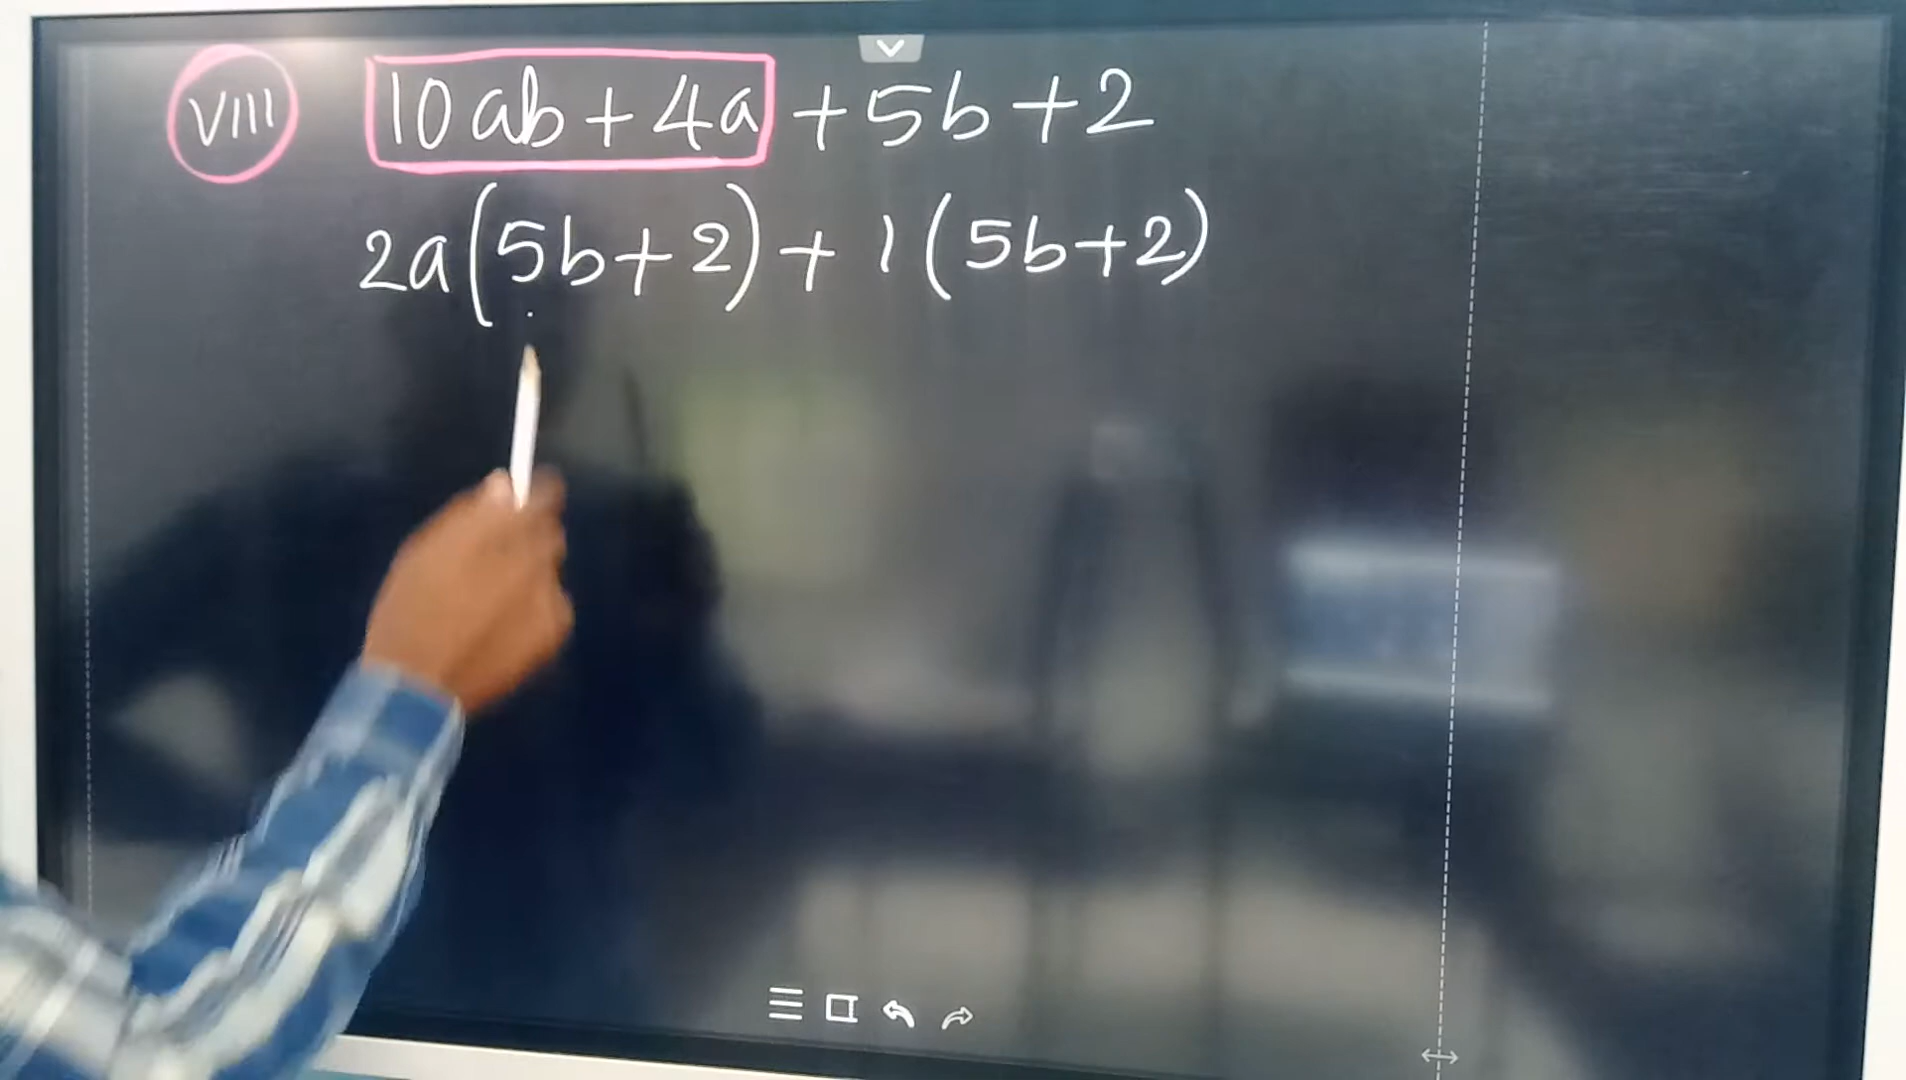 VIII 10ab + 4a + 5b + 2
2a(5b + 2) + 1(5b + 2)